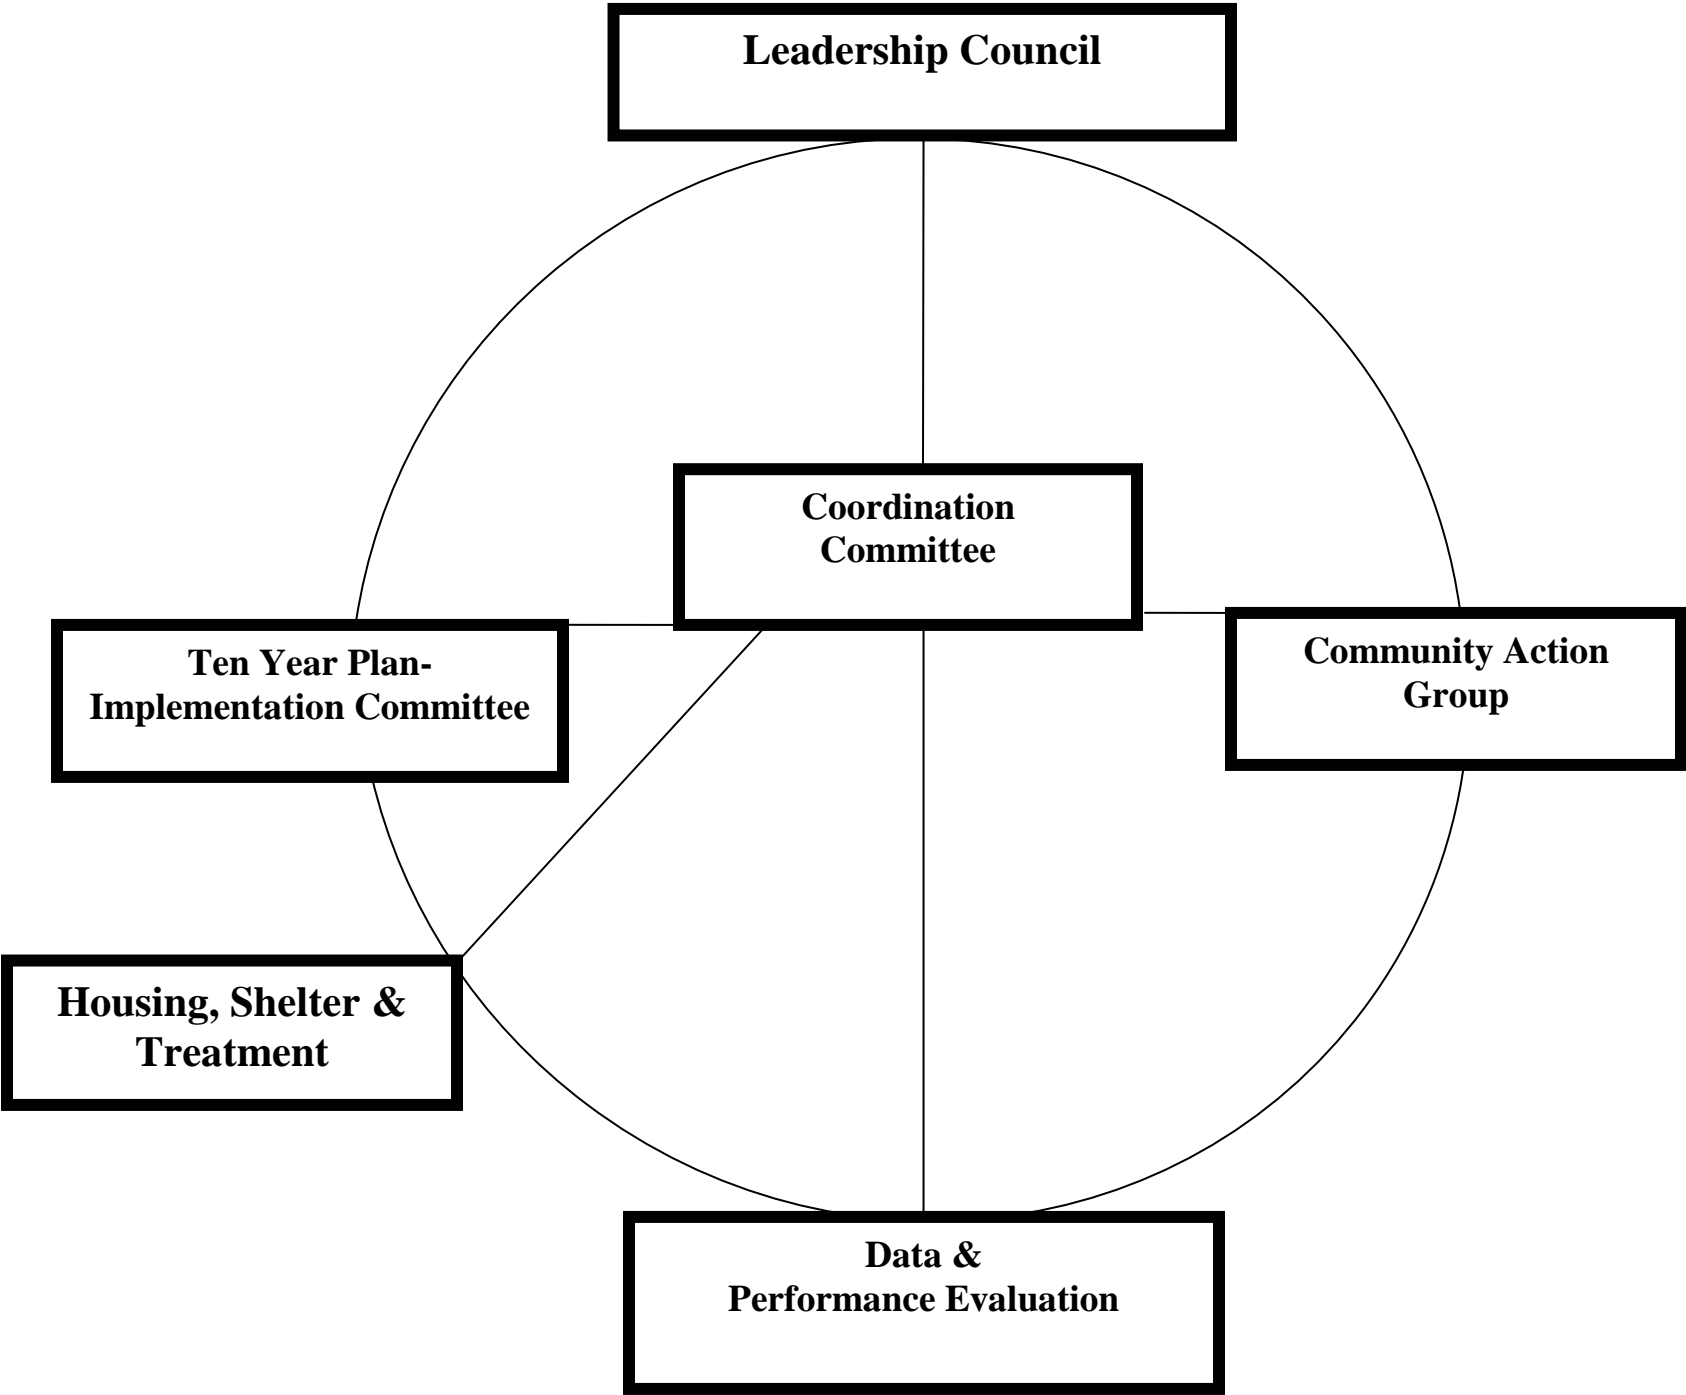 Leadership Council
Coordination
Committee
Ten Year Plan-
Implementation Committee
Community Action
Group
Housing, Shelter &
Treatment
Data &
Performance Evaluation